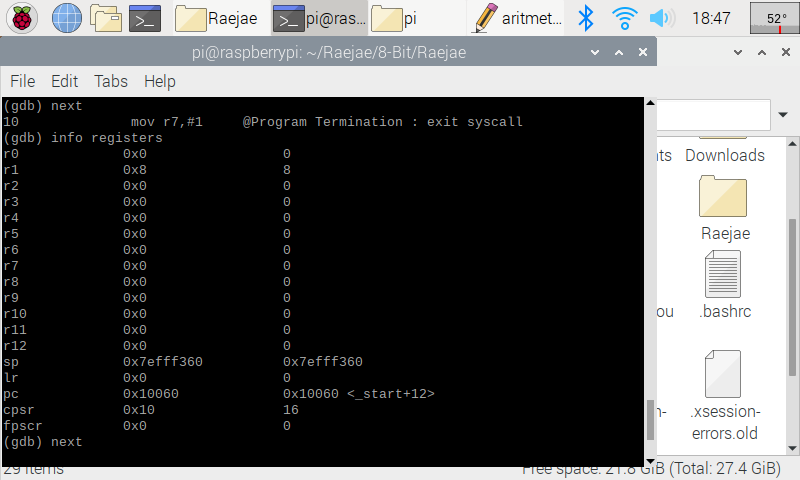 Raejae
pi@ras...
pi
aritmet...
18:47
52°
pi@raspberrypi: ~/Raejae/8-Bit/Raejae
File Edit Tabs Help
(gdb) next
10 mov r7,#1 @Program Termination : exit syscall
(gdb) info registers
r0 0x0 0
r1 0x8 8
r2 0x0 0
r3 0x0 0
r4 0x0 0
r5 0x0 0
r6 0x0 0
r7 0x0 0
r8 0x0 0
r9 0x0 0
r10 0x0 0
r11 0x0 0
r12 0x0 0
sp 0x7efff360 0x7efff360
lr 0x0 0
pc 0x10060 0x10060 <_start+12>
cpsr 0x10 16
fpscr 0x0 0
(gdb) next
nts
Downloads
Raejae
ou
.bashrc
n-
.xsession-
errors.old
29 items
Free space: 21.8 GiB (Total: 27.4 GiB)